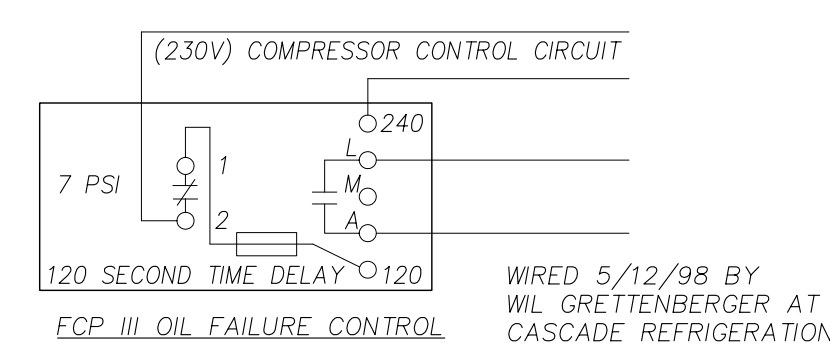 (230V) COMPRESSOR CONTROL CIRCUIT
240
L
1
7 PSI
M
2
A
120 SECOND TIME DELAY
120
WIRED 5/12/98 BY
WIL GRETTENBERGER AT
CASCADE REFRIGERATION
FCP III OIL FAILURE CONTROL